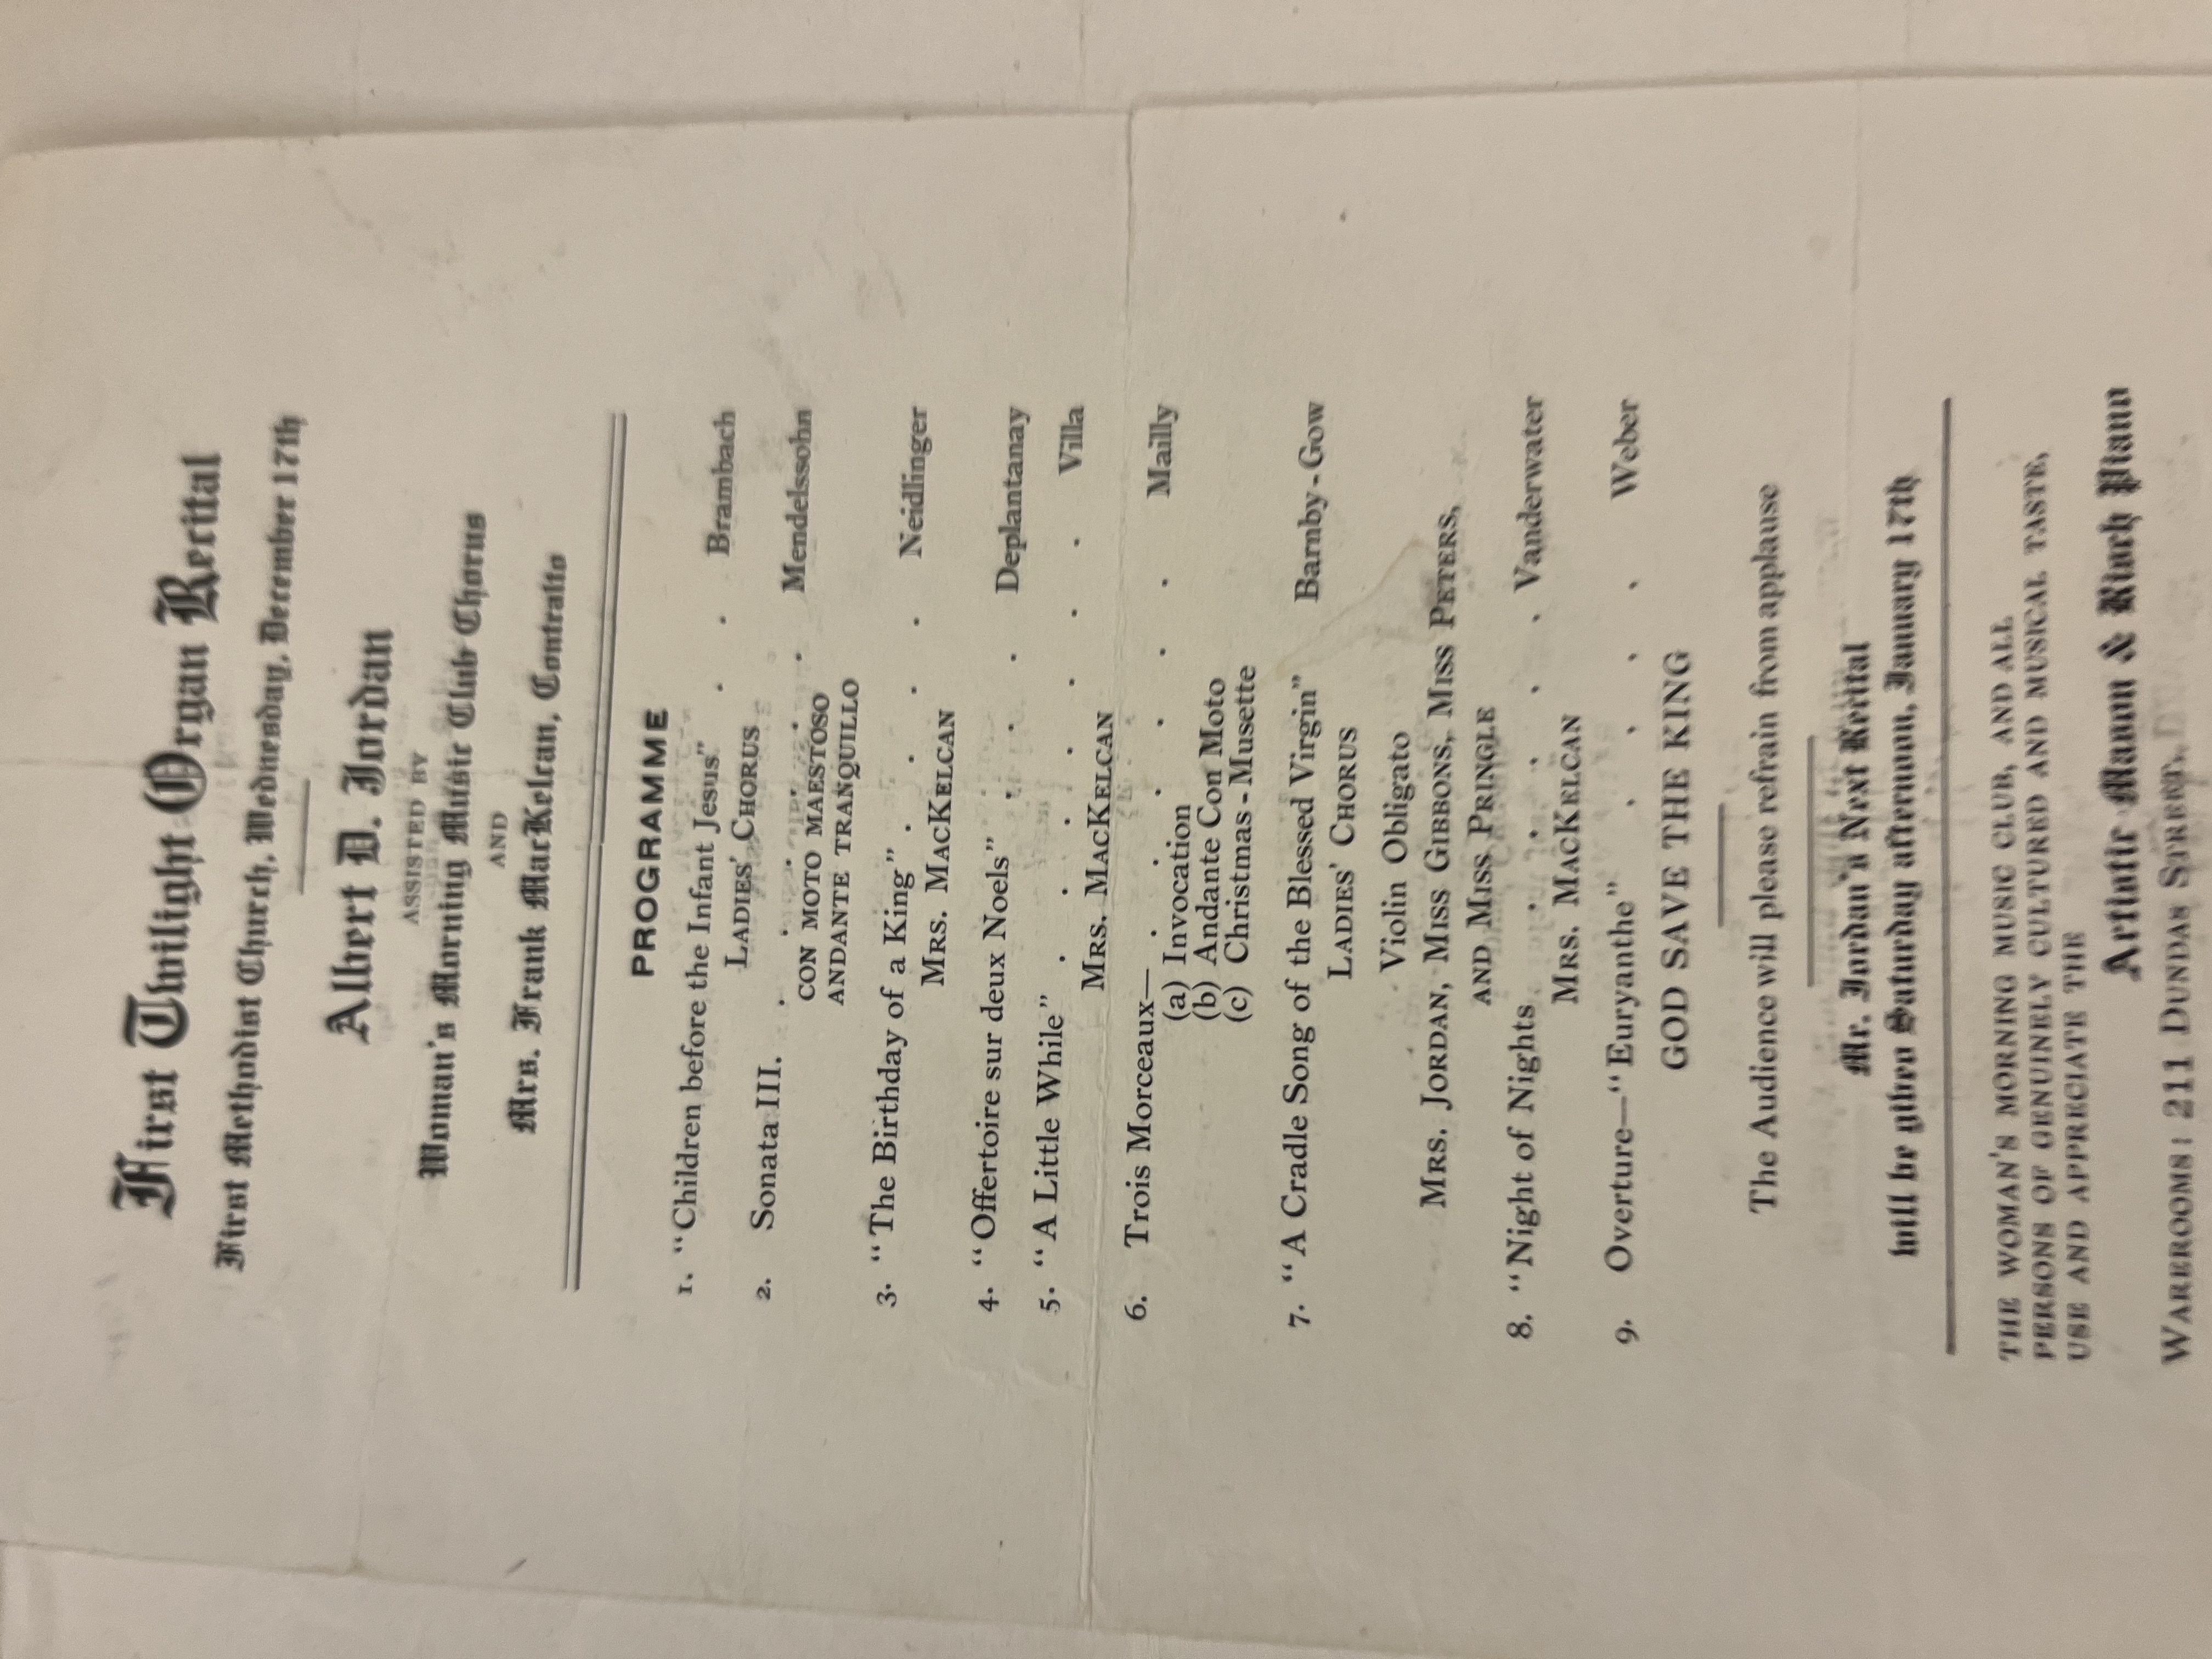 First Twilight Organ Recital
First Methodist Church, Wednesday, December 17th
Albert D. Jordan
ASSISTED BY
Woman's Morning Music Club Chorus
AND
Mrs. Frank MacKelcan, Contralto
PROGRAMME
1. "Children before the Infant Jesus" . . Brambach
LADIES' CHORUS
2. Sonata III. . . . . . . Mendelssohn
CON MOTO MAESTOSO
ANDANTE TRANQUILLO
3. "The Birthday of a King" . . . . Neidlinger
MRS. MACKELCAN
4. "Offertoire sur deux Noels" . . . Deplantanay
5. "A Little While" . . . . . . . Villa
MRS. MACKELCAN
6. Trois Morceaux— . . . . . . Mailly
(a) Invocation
(b) Andante Con Moto
(c) Christmas - Musette
7. "A Cradle Song of the Blessed Virgin" Barnby - Gow
LADIES' CHORUS
Violin Obligato
MRS. JORDAN, MISS GIBBONS, MISS PETERS,
AND MISS PRINGLE
8. "Night of Nights . . . . . Vanderwater
MRS. MACKELCAN
9. Overture—"Euryanthe" . . . . Weber
GOD SAVE THE KING
The Audience will please refrain from applause
Mr. Jordan's Next Recital
will be given Saturday afternoon, January 17th
THE WOMAN'S MORNING MUSIC CLUB, AND ALL
PERSONS OF GENUINELY CULTURED AND MUSICAL TASTE,
USE AND APPRECIATE THE
Artistic Mason & Risch Piano
WAREROOMS: 211 DUNDAS STREET.